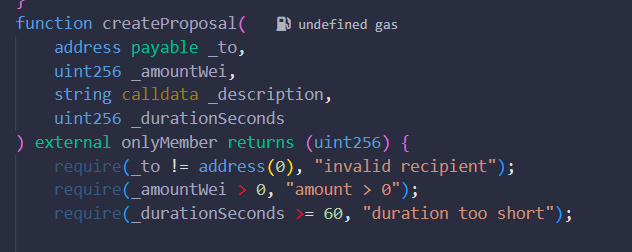 }
function createProposal( undefined gas
address payable _to,
uint256 _amountWei,
string calldata _description,
uint256 _durationSeconds
) external onlyMember returns (uint256) {
require(_to != address(0), "invalid recipient");
require(_amountWei > 0, "amount > 0");
require(_durationSeconds >= 60, "duration too short");